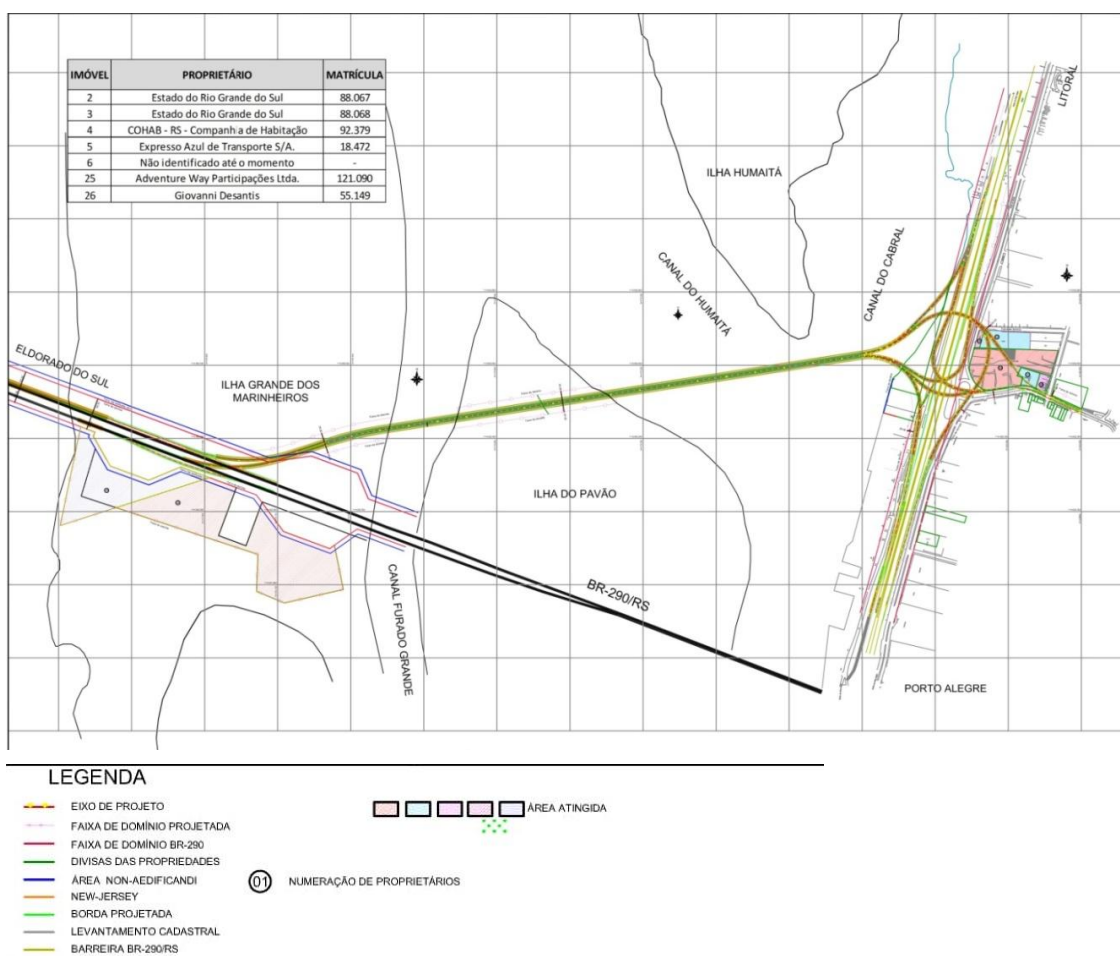 IMÓVEL PROPRIETÁRIO MATRÍCULA
2 Estado do Rio Grande do Sul 88.067
3 Estado do Rio Grande do Sul 88.068
4 COHAB - RS - Companhia de Habitação 92.379
5 Expresso Azul de Transporte S/A. 18.472
6 Não identificado até o momento -
25 Adventure Way Participações Ltda. 121.090
26 Giovanni Desantis 55.149
LITORAL
ILHA HUMAITÁ
CANAL DO CABRAL
CANAL DO HUMAITÁ
ELDORADO DO SUL
ILHA GRANDE DOS
MARINHEIROS
ILHA DO PAVÃO
BR-290/RS
CANAL FURADO GRANDE
PORTO ALEGRE
LEGENDA
EIXO DE PROJETO
FAIXA DE DOMÍNIO PROJETADA
FAIXA DE DOMÍNIO BR-290
DIVISAS DAS PROPRIEDADES
ÁREA NON-AEDIFICANDI
NEW-JERSEY
BORDA PROJETADA
LEVANTAMENTO CADASTRAL
BARREIRA BR-290/RS
ÁREA ATINGIDA
01 NUMERAÇÃO DE PROPRIETÁRIOS